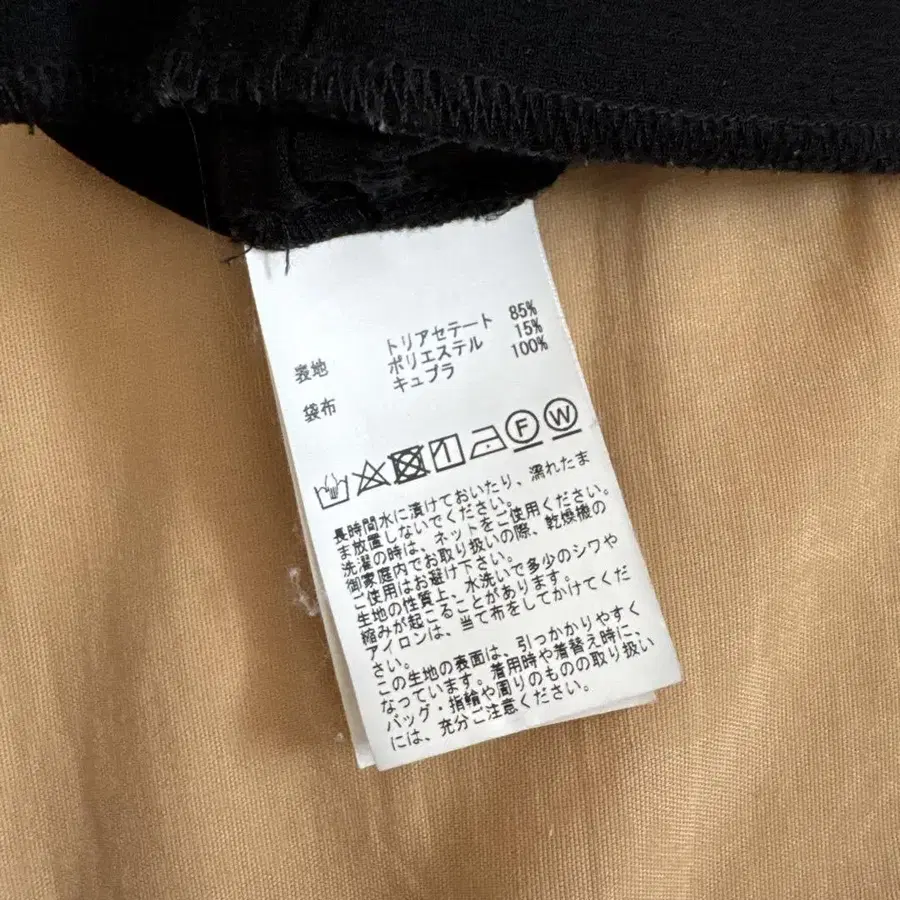 表地 トリアセテート 85%
ポリエステル 15%
袋布 キュプラ 100%
F W
長時間水に漬けておいたり、濡れたま
ま放置しないでください。
洗濯の時は、ネットをご使用ください。
御家庭内でお取り扱いの際、乾燥機の
ご使用はお避け下さい。
生地の性質上、水洗いで多少のシワや
縮みが起こることがあります。
アイロンは、当て布をしてかけてくだ
さい。
この生地の表面は、引っかかりやすく
なっています。着用時や着替え時に、
バッグ・指輪や周りのものの取り扱い
には、充分ご注意ください。